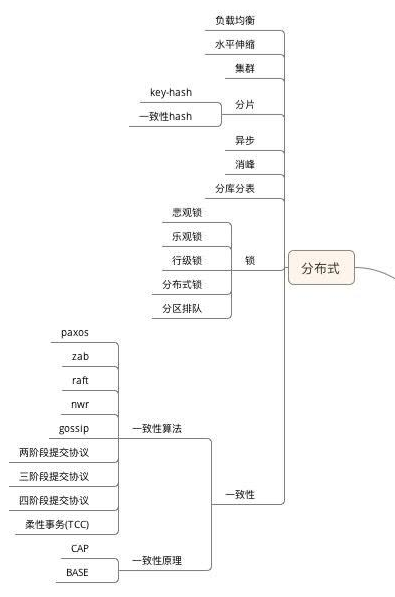 负载均衡
水平伸缩
集群
key-hash
一致性hash
分片
异步
消峰
分库分表
悲观锁
乐观锁
行级锁
分布式锁
分区排队
锁
分布式
paxos
zab
raft
nwr
gossip
两阶段提交协议
三阶段提交协议
四阶段提交协议
柔性事务(TCC)
一致性算法
一致性
CAP
BASE
一致性原理